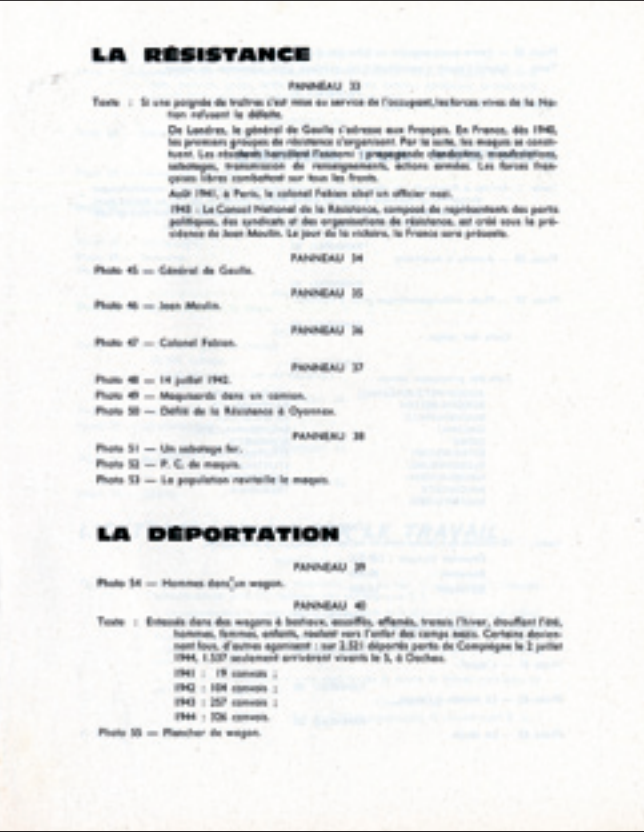 LA RÉSISTANCE
PANNEAU 33
Texte : Si une poignée de traîtres s'est mise au service de l'occupant, les forces vives de la Na-
tion refusent la défaite.
De Londres, le général de Gaulle s'adresse aux Français. En France, dès 1940,
les premiers groupes de résistance s'organisent. Par la suite, les maquis se consti-
tuent. Les résistants harcèlent l'ennemi : propagande clandestine, manifestations,
sabotages, transmission de renseignements, actions armées. Les forces fran-
çaises libres combattent sur tous les fronts.
Août 1941, à Paris, le colonel Fabien abat un officier nazi.
1943 : Le Conseil National de la Résistance, composé de représentants des partis
politiques, des syndicats et des organisations de résistance, est créé sous la pré-
sidence de Jean Moulin. Le jour de la victoire, la France sera présente.
PANNEAU 34
Photo 45 — Général de Gaulle.
PANNEAU 35
Photo 46 — Jean Moulin.
PANNEAU 36
Photo 47 — Colonel Fabien.
PANNEAU 37
Photo 48 — 14 juillet 1942.
Photo 49 — Maquisards dans un camion.
Photo 50 — Défilé de la Résistance à Oyonnax.
PANNEAU 38
Photo 51 — Un sabotage fer.
Photo 52 — P. C. de maquis.
Photo 53 — La population ravitaille le maquis.
LA DÉPORTATION
PANNEAU 39
Photo 54 — Hommes dans un wagon.
PANNEAU 40
Texte : Entassés dans des wagons à bestiaux, assoiffés, affamés, transis l'hiver, étouffant l'été,
hommes, femmes, enfants, roulent vers l'enfer des camps nazis. Certains devien-
nent fous, d'autres agonisent : sur 2.521 déportés partis de Compiègne le 2 juillet
1944, 1.537 seulement arrivèrent vivants le 5, à Dachau.
1941 : 19 convois ;
1942 : 104 convois ;
1943 : 257 convois ;
1944 : 326 convois.
Photo 55 — Plancher de wagon.